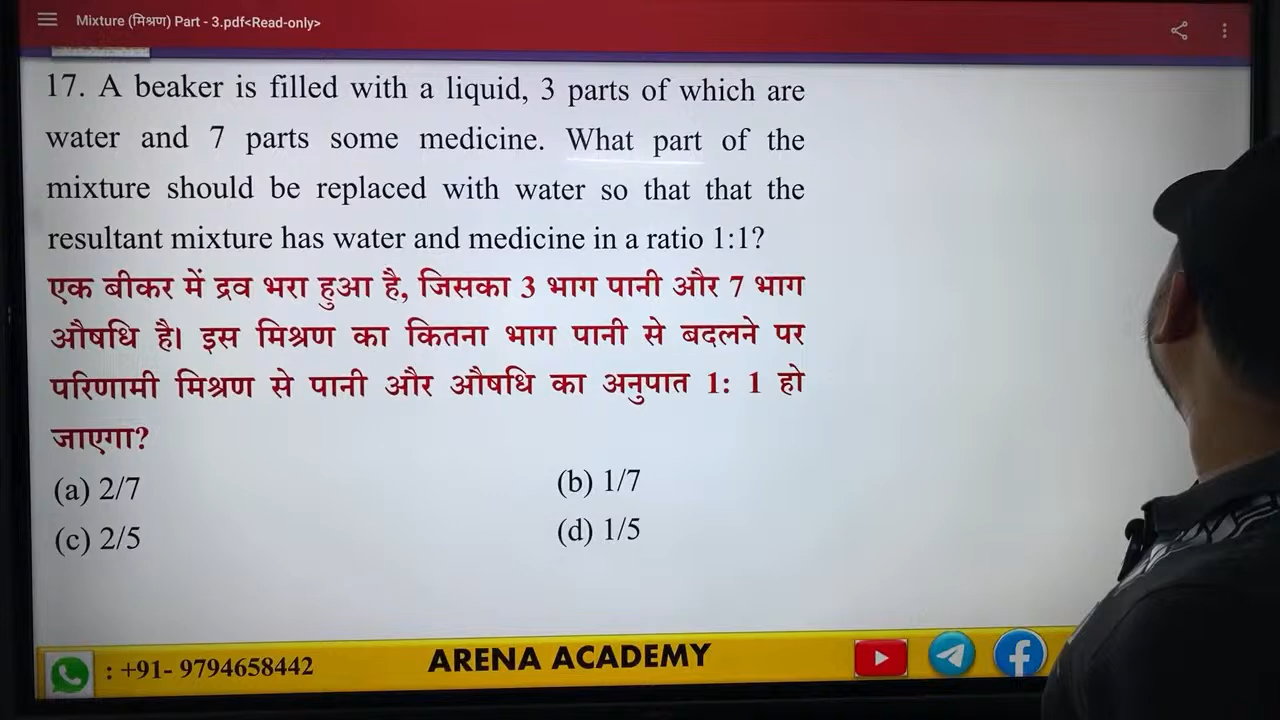 Mixture (मिश्रण) Part - 3.pdf<Read-only>
17. A beaker is filled with a liquid, 3 parts of which are
water and 7 parts some medicine. What part of the
mixture should be replaced with water so that that the
resultant mixture has water and medicine in a ratio 1:1?
एक बीकर में द्रव भरा हुआ है, जिसका 3 भाग पानी और 7 भाग
औषधि है। इस मिश्रण का कितना भाग पानी से बदलने पर
परिणामी मिश्रण से पानी और औषधि का अनुपात 1: 1 हो
जाएगा?
(a) 2/7 (b) 1/7
(c) 2/5 (d) 1/5
: +91- 9794658442 ARENA ACADEMY